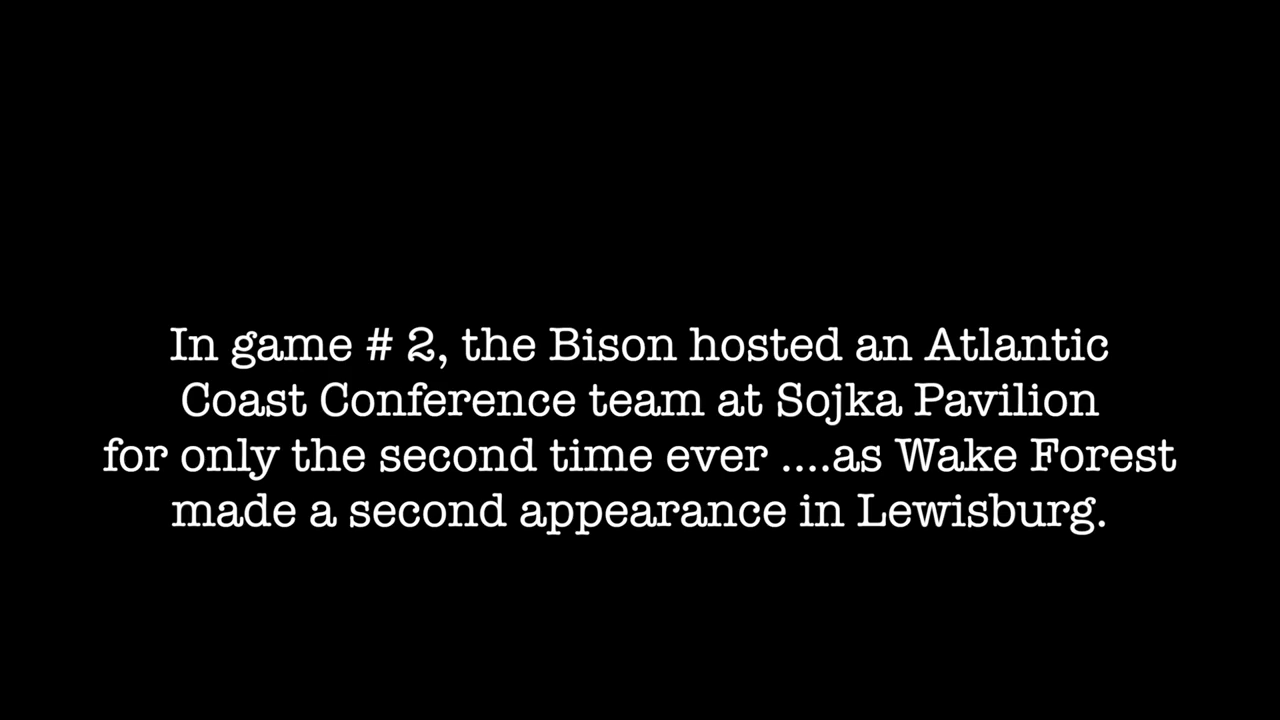 In game # 2, the Bison hosted an Atlantic
Coast Conference team at Sojka Pavilion
for only the second time ever ....as Wake Forest
made a second appearance in Lewisburg.